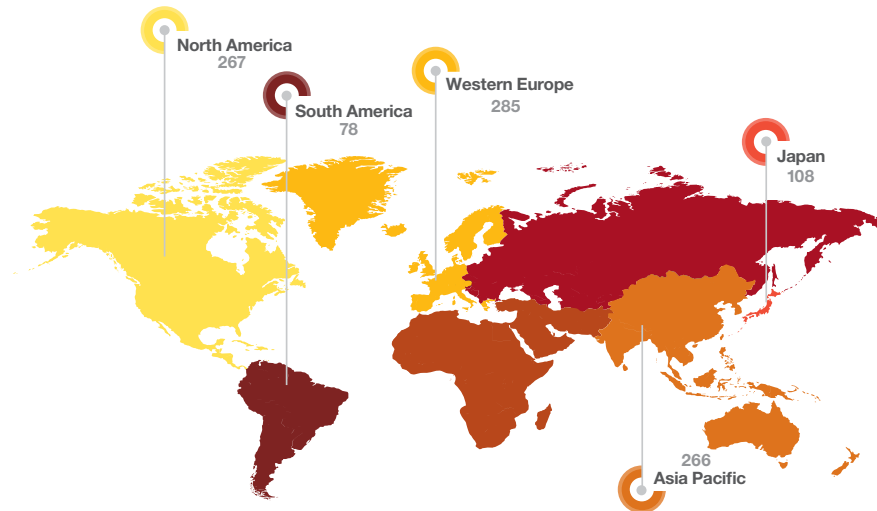 North America
267
South America
78
Western Europe
285
Japan
108
266
Asia Pacific